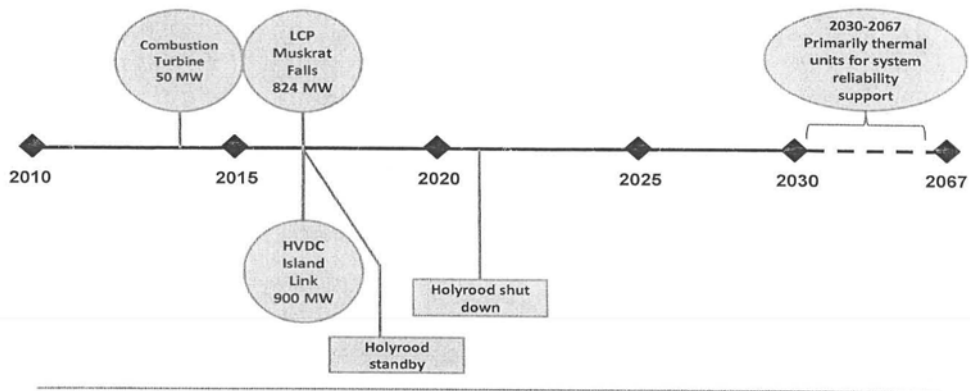 Combustion
Turbine
50 MW
LCP
Muskrat
Falls
824 MW
2030-2067
Primarily thermal
units for system
reliability
support
2010
2015
2020
2025
2030
2067
HVDC
Island
Link
900 MW
Holyrood shut
down
Holyrood
standby